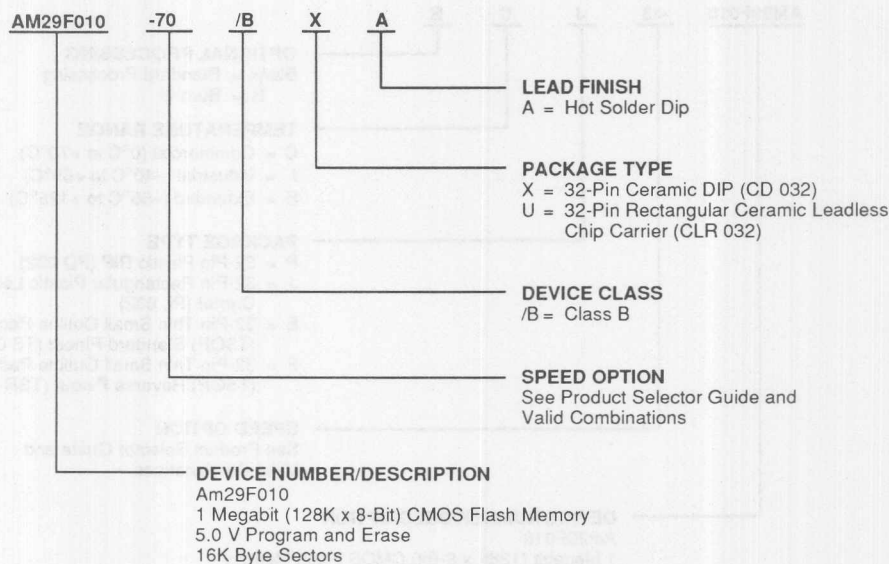 AM29F010 -70 /B X A
LEAD FINISH
A = Hot Solder Dip
PACKAGE TYPE
X = 32-Pin Ceramic DIP (CD 032)
U = 32-Pin Rectangular Ceramic Leadless
Chip Carrier (CLR 032)
DEVICE CLASS
/B = Class B
SPEED OPTION
See Product Selector Guide and
Valid Combinations
DEVICE NUMBER/DESCRIPTION
Am29F010
1 Megabit (128K x 8-Bit) CMOS Flash Memory
5.0 V Program and Erase
16K Byte Sectors